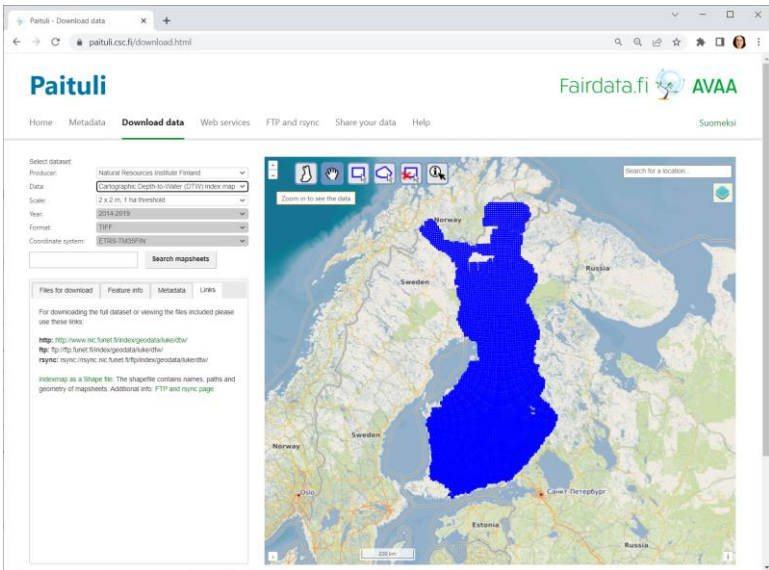 Paituli - Download data
paituli.csc.fi/download.html
Paituli
Fairdata.fi AVAA
Home Metadata Download data Web services FTP and rsync Share your data Help
Suomeksi
Select dataset:
Producer: Natural Resources Institute Finland
Data: Cartographic Depth-to-Water (DTW) index map
Scale: 2 x 2 m, 1 ha threshold
Year: 2014-2019
Format: TIFF
Coordinate system: ETRS-TM35FIN
Search mapsheets
Files for download Feature info Metadata Links
For downloading the full dataset or viewing the files included please
use these links:
http: http://www.nic.funet.fi/index/geodata/luke/dtw/
ftp: ftp://ftp.funet.fi/index/geodata/luke/dtw/
rsync: rsync://rsync.nic.funet.fi/ftp/index/geodata/luke/dtw/
Indexmap as a Shape file. The shapefile contains names, paths and
geometry of mapsheets. Additional info: FTP and rsync page.
Search for a location...
Zoom in to see the data
Norway
Russia
Sweden
Sweden
Norway
Oslo
Санкт-Петербург
Estonia
Russia
200 km